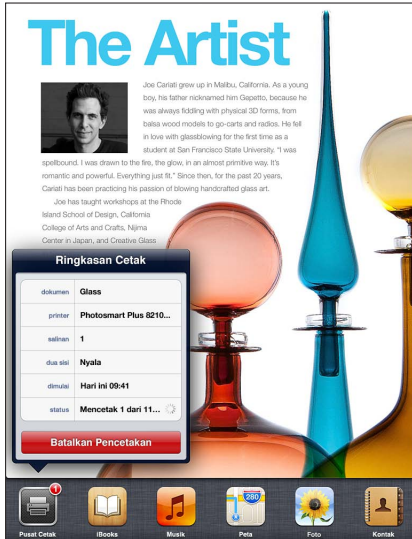 The Artist
Joe Cariati grew up in Malibu, California. As a young
boy, his father nicknamed him Gepetto, because he
was always fiddling with physical 3D forms, from
balsa wood models to go-carts and radios. He fell
in love with glassblowing for the first time as a
student at San Francisco State University. "I was
spellbound. I was drawn to the fire, the glow, in an almost primitive way. It's
romantic and powerful. Everything just fit." Since then, for the past 20 years,
Cariati has been practicing his passion of blowing handcrafted glass art.
Joe has taught workshops at the Rhode
Island School of Design, California
College of Arts and Crafts, Nijima
Center in Japan, and Creative Glass
Ringkasan Cetak
dokumen Glass
printer Photosmart Plus 8210...
salinan 1
dua sisi Nyala
dimulai Hari ini 09:41
status Mencetak 1 dari 11...
Batalkan Pencetakan
1
280
Pusat Cetak iBooks Musik Peta Foto Kontak